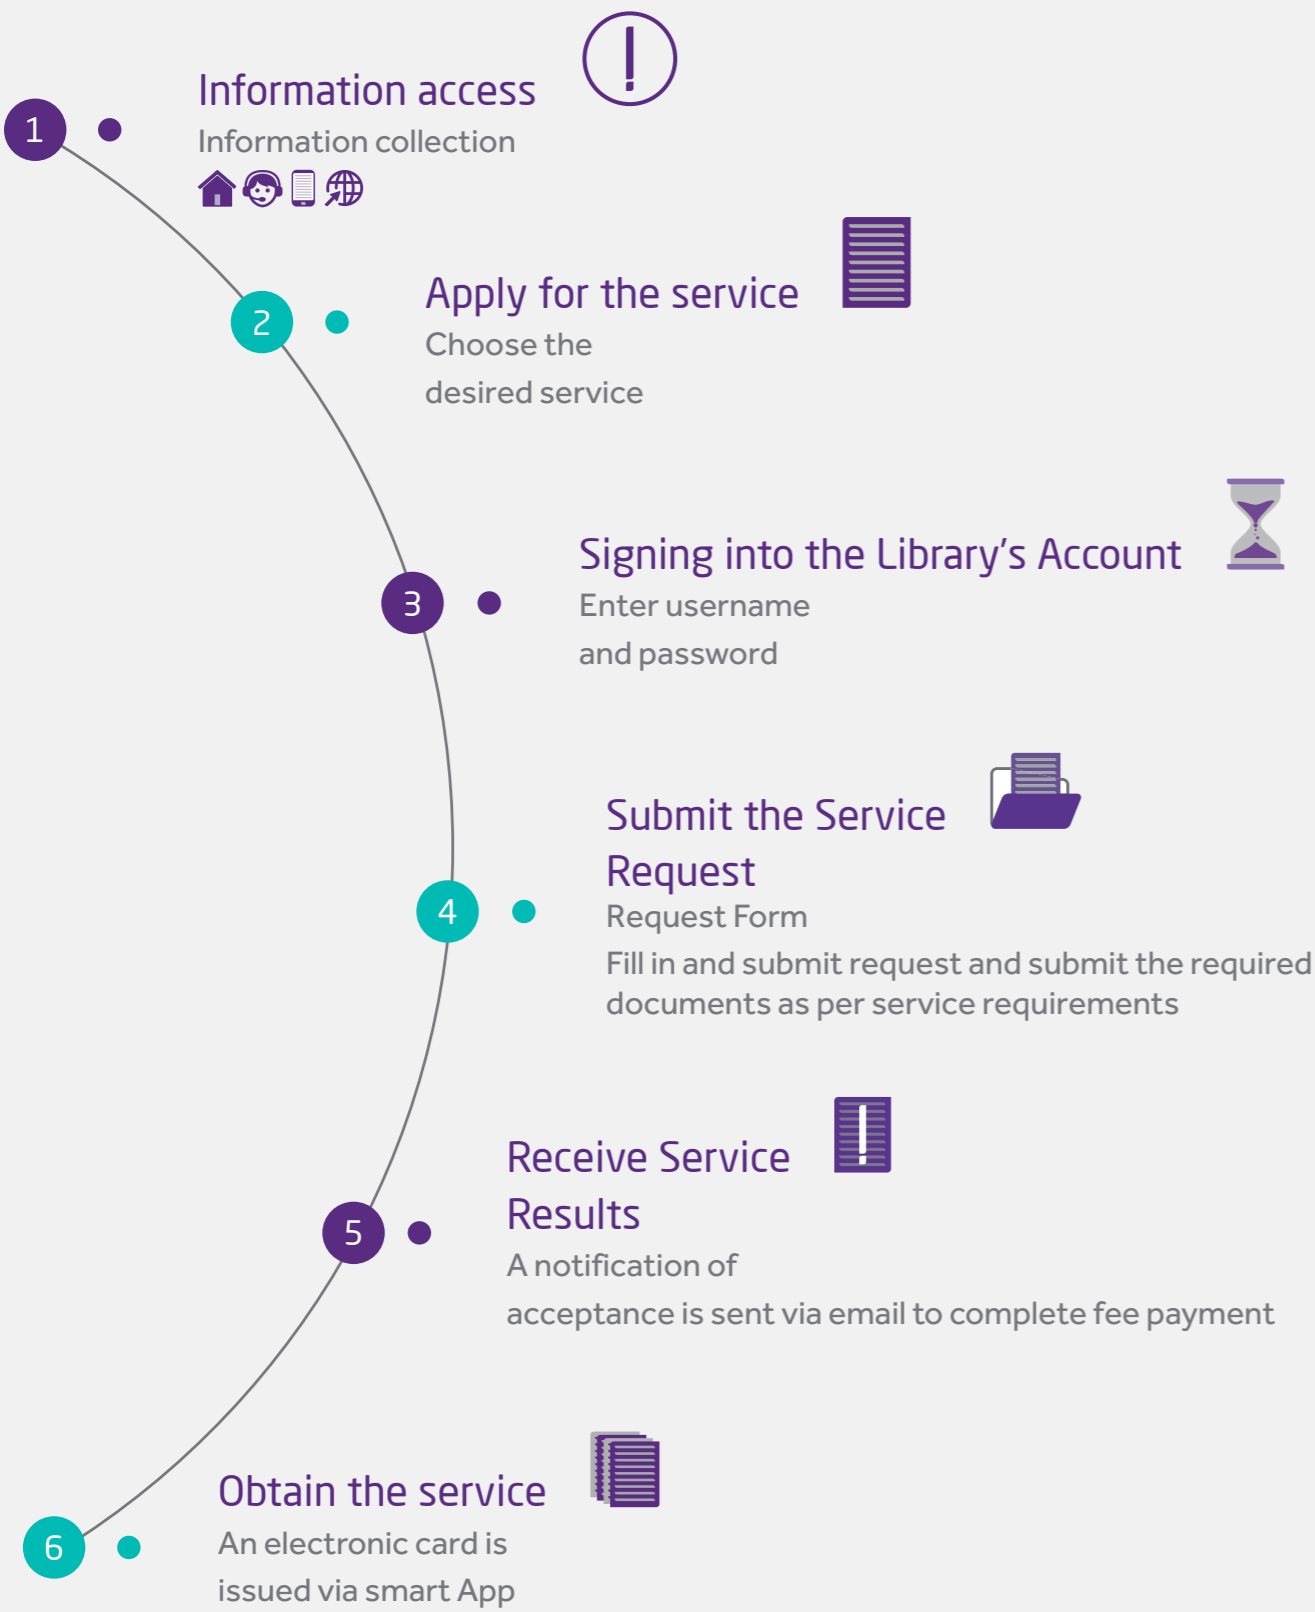 1
Information access
Information collection
2
Apply for the service
Choose the
desired service
3
Signing into the Library's Account
Enter username
and password
4
Submit the Service
Request
Request Form
Fill in and submit request and submit the required
documents as per service requirements
5
Receive Service
Results
A notification of
acceptance is sent via email to complete fee payment
6
Obtain the service
An electronic card is
issued via smart App